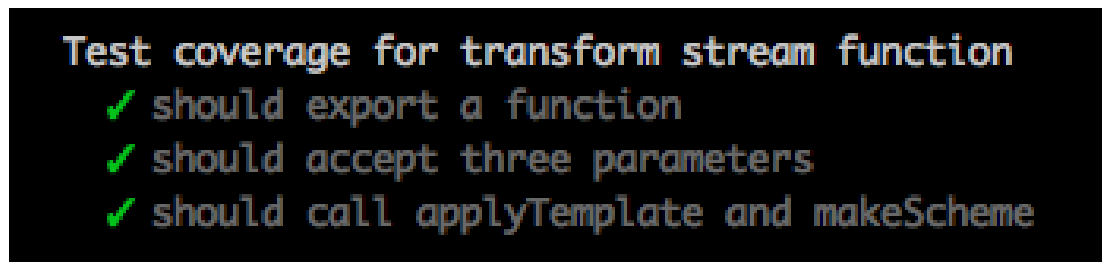 Test coverage for transform stream function
✓ should export a function
✓ should accept three parameters
✓ should call applyTemplate and makeScheme